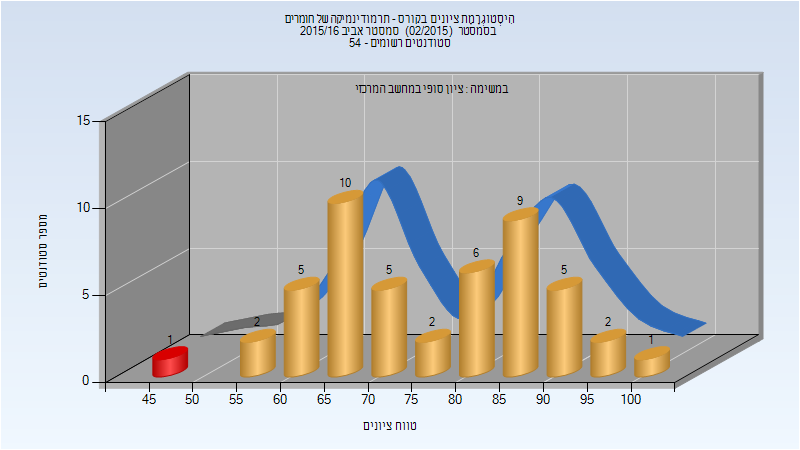 היסטוגרמת ציונים בקורס - תרמודינמיקה של חומרים
בסמסטר (02/2015) סמסטר אביב 2015/16
סטודנטים רשומים - 54
במשימה : ציון סופי במחשב המרכזי
מספר סטודנטים
15
10
5
0
1
2
5
10
5
2
6
9
5
2
1
45 50 55 60 65 70 75 80 85 90 95 100
טווח ציונים